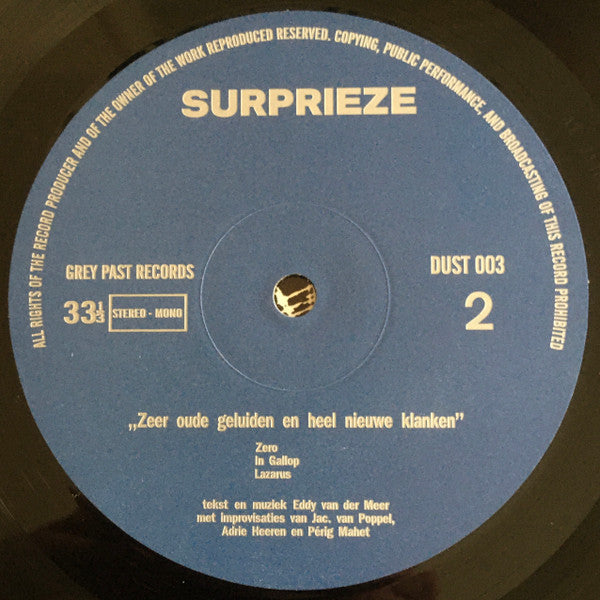 ALL RIGHTS OF THE RECORD PRODUCER AND OF THE OWNER OF THE WORK REPRODUCED RESERVED. COPYING, PUBLIC PERFORMANCE, AND BROADCASTING OF THIS RECORD PROHIBITED
SURPRIEZE
GREY PAST RECORDS
DUST 003
33⅓ STEREO - MONO
2
„Zeer oude geluiden en heel nieuwe klanken”
Zero
In Gallop
Lazarus
tekst en muziek Eddy van der Meer
met improvisaties van Jac. van Poppel,
Adrie Heeren en Périg Mahet